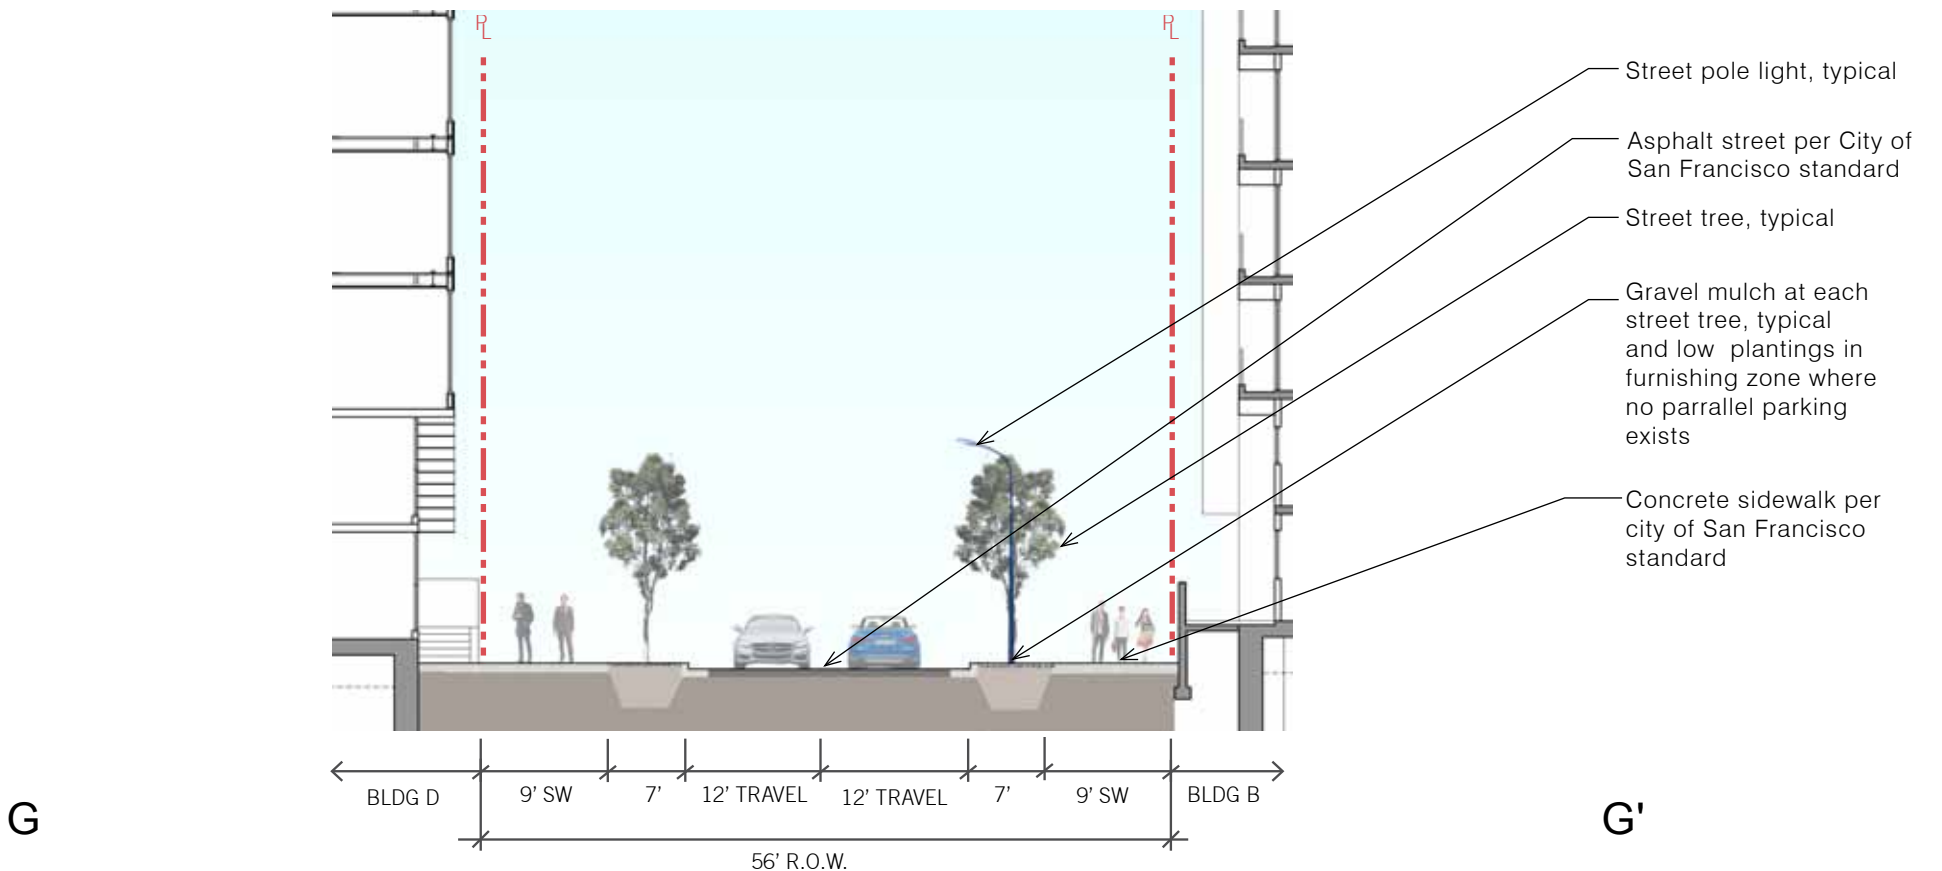 PL
PL
Street pole light, typical
Asphalt street per City of
San Francisco standard
Street tree, typical
Gravel mulch at each
street tree, typical
and low plantings in
furnishing zone where
no parrallel parking
exists
Concrete sidewalk per
city of San Francisco
standard
BLDG D
9’ SW
7’
12’ TRAVEL
12’ TRAVEL
7’
9’ SW
BLDG B
G
G'
56’ R.O.W.